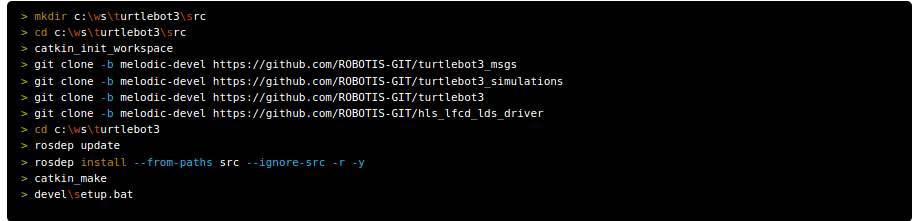 > mkdir c:\ws\turtlebot3\src
> cd c:\ws\turtlebot3\src
> catkin_init_workspace
> git clone -b melodic-devel https://github.com/ROBOTIS-GIT/turtlebot3_msgs
> git clone -b melodic-devel https://github.com/ROBOTIS-GIT/turtlebot3_simulations
> git clone -b melodic-devel https://github.com/ROBOTIS-GIT/turtlebot3
> git clone -b melodic-devel https://github.com/ROBOTIS-GIT/hls_lfcd_lds_driver
> cd c:\ws\turtlebot3
> rosdep update
> rosdep install --from-paths src --ignore-src -r -y
> catkin_make
> devel\setup.bat